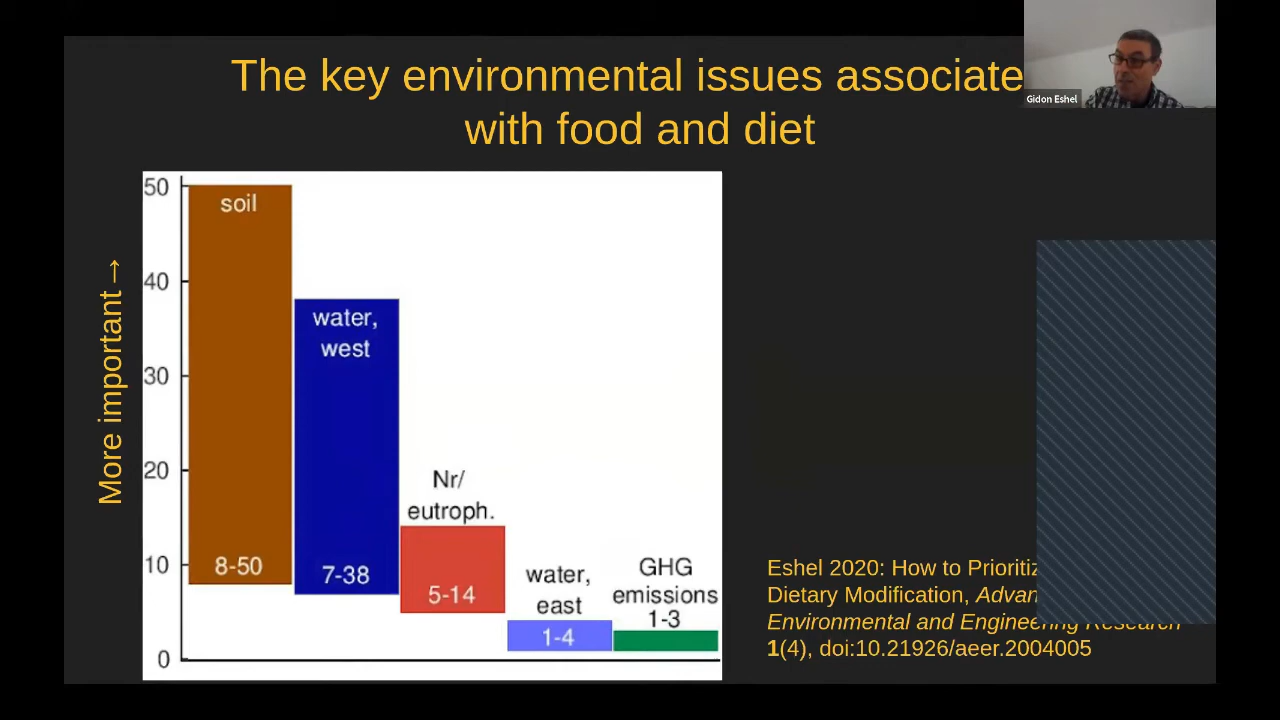 The key environmental issues associate
with food and diet
Gidon Eshel
More important →
50
40
30
20
10
0
soil
8-50
water,
west
7-38
Nr/
eutroph.
5-14
water,
east
1-4
GHG
emissions
1-3
Eshel 2020: How to
Dietary Modification,
Environmental and Engineering Research
1(4), doi:10.21926/aeer.2004005